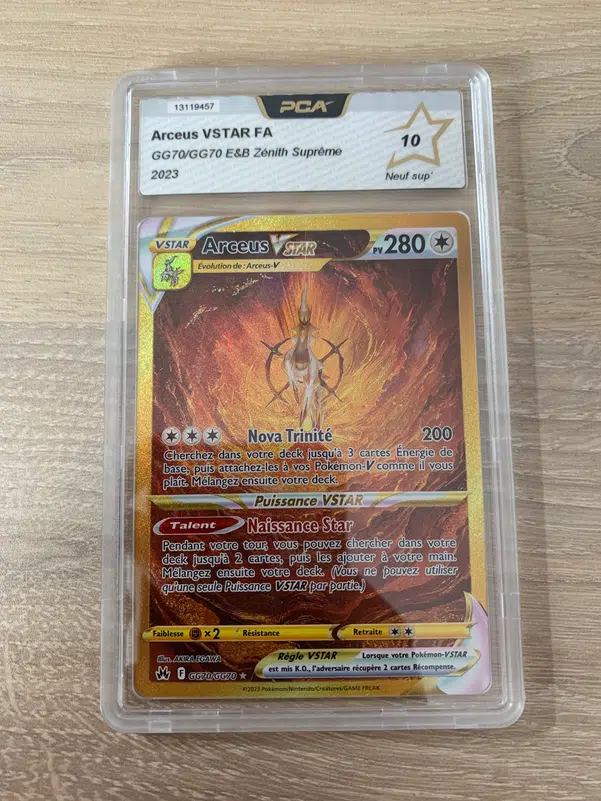 13119457
PCA
Arceus VSTAR FA
GG70/GG70 E&B Zénith Suprême
2023
10
Neuf sup'
VSTAR
Arceus VSTAR
PV 280
Évolution de : Arceus-V
Nova Trinité 200
Cherchez dans votre deck jusqu'à 3 cartes Énergie de
base, puis attachez-les à vos Pokémon-V comme il vous
plaît. Mélangez ensuite votre deck.
Puissance VSTAR
Talent Naissance Star
Pendant votre tour, vous pouvez chercher dans votre
deck jusqu'à 2 cartes, puis les ajouter à votre main.
Mélangez ensuite votre deck. (Vous ne pouvez utiliser
qu'une seule Puissance VSTAR par partie.)
Faiblesse ×2 Résistance Retraite
Illus. AKIRA EGAWA
F GG70/GG70 ★
Règle VSTAR Lorsque votre Pokémon-VSTAR
est mis K.O., l'adversaire récupère 2 cartes Récompense.
©2023 Pokémon/Nintendo/Creatures/GAME FREAK